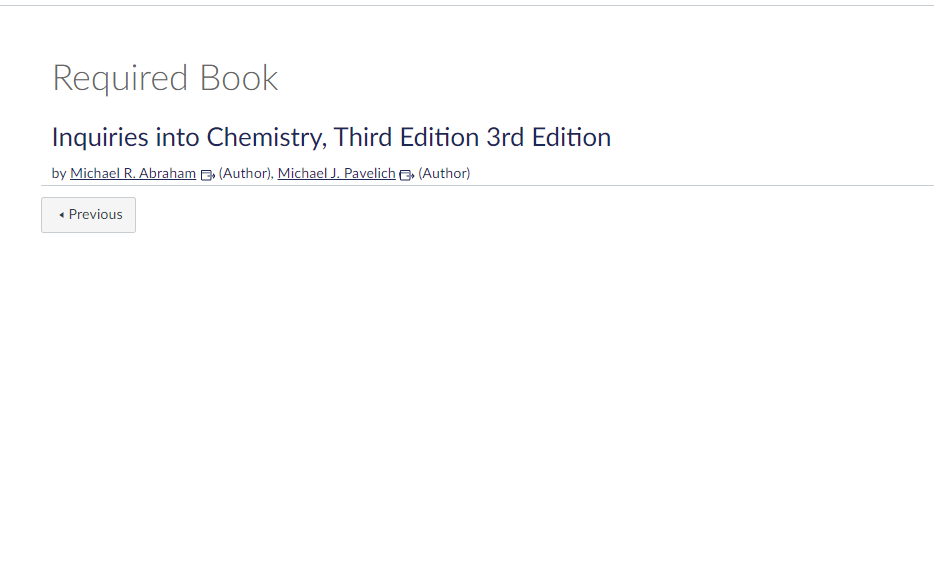 Required Book
Inquiries into Chemistry, Third Edition 3rd Edition
by Michael R. Abraham (Author), Michael J. Pavelich (Author)
Previous